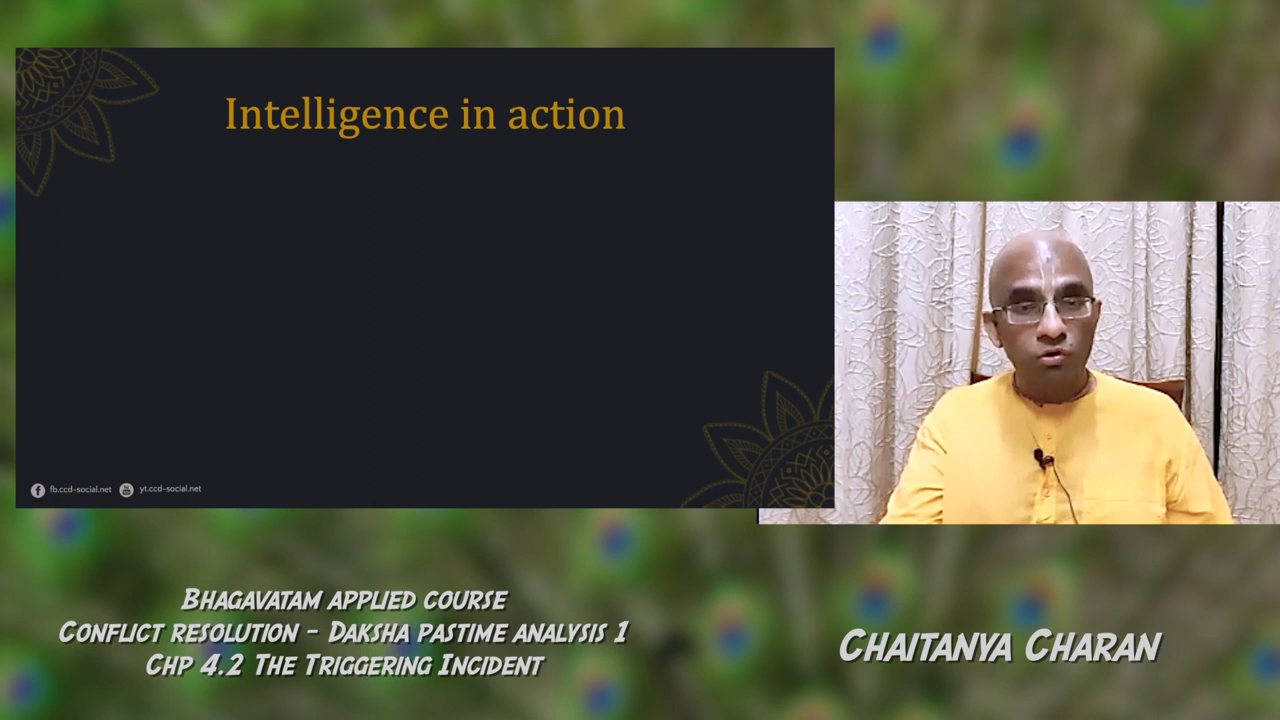 Intelligence in action
fb.ccd-social.net yt.ccd-social.net
Bhagavatam applied course
Conflict resolution - Daksha pastime analysis 1
Chp 4.2 The Triggering Incident
Chaitanya Charan